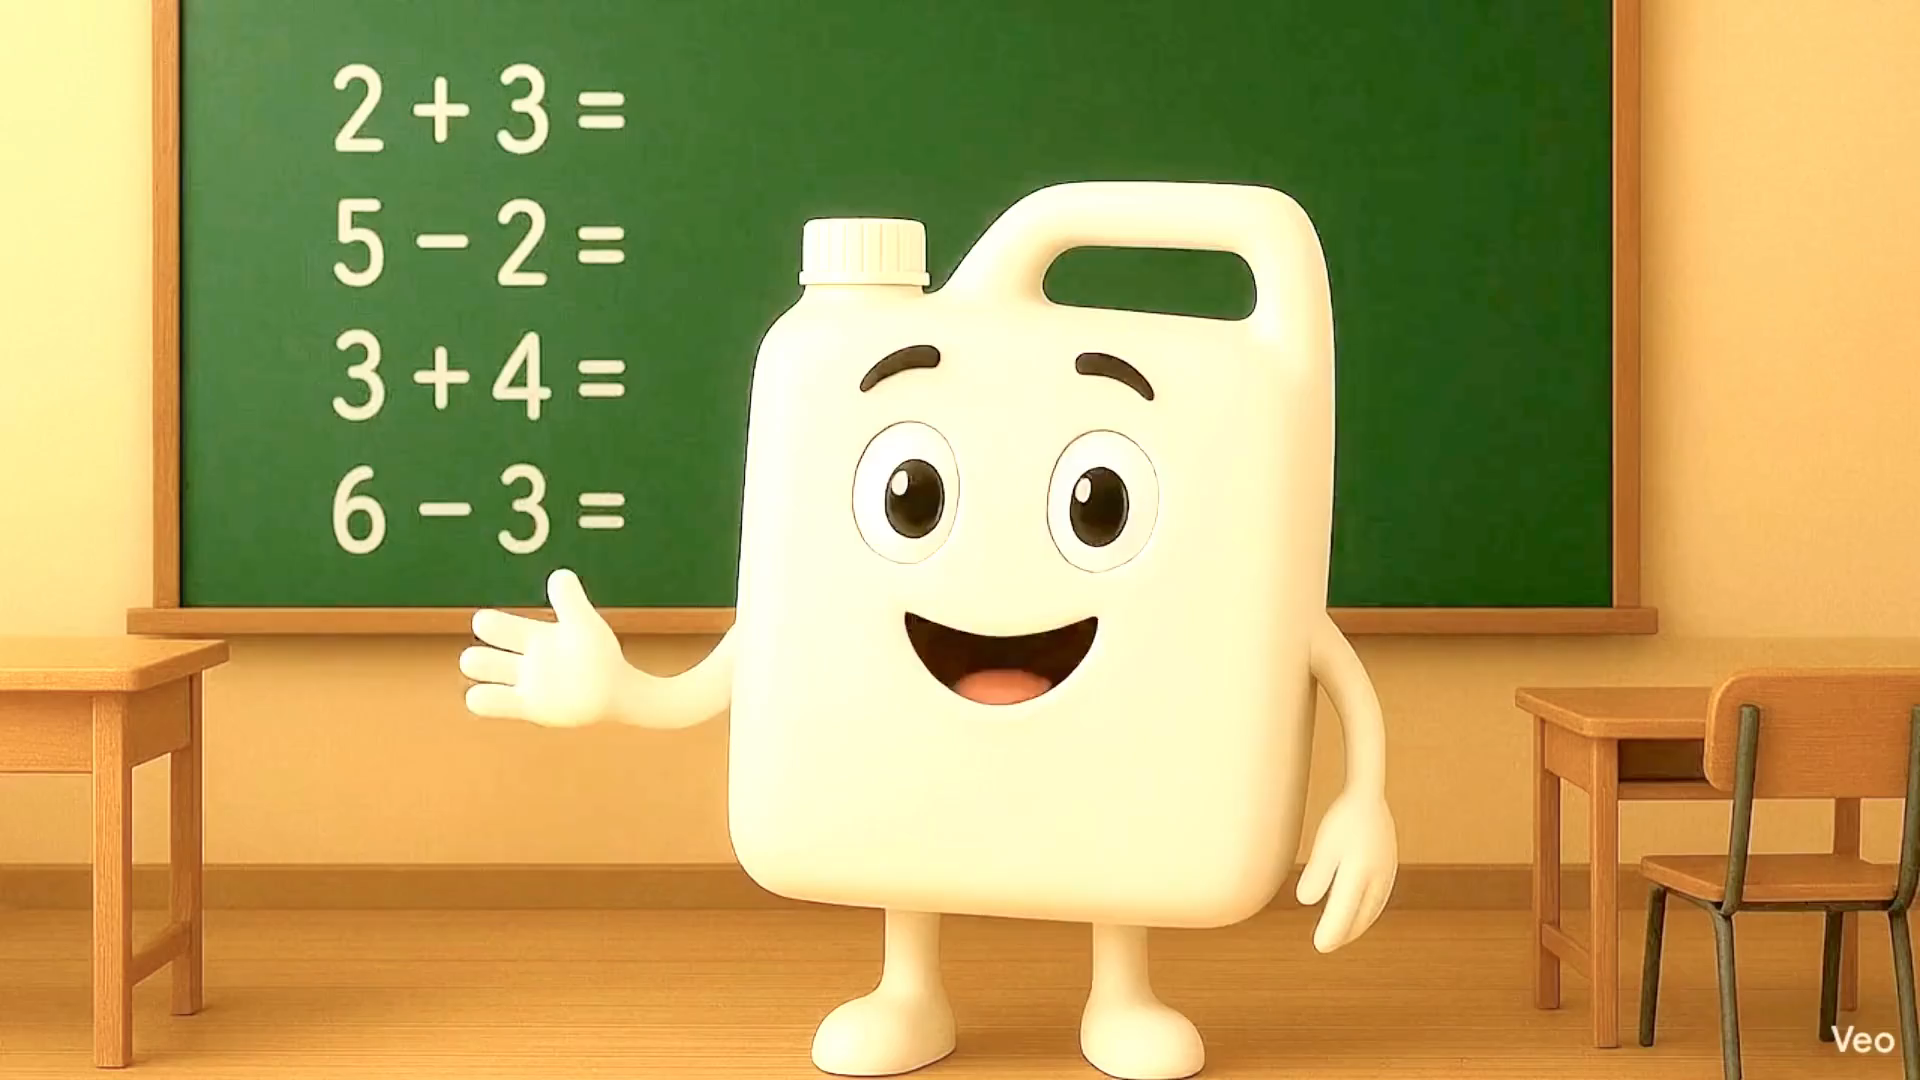 2 + 3 =
5 − 2 =
3 + 4 =
6 − 3 =
Veo